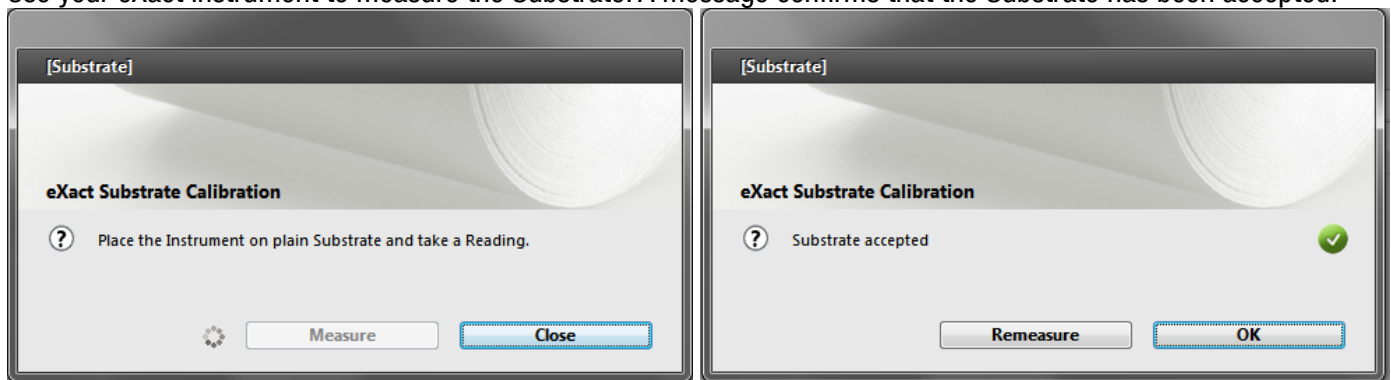 Use your eXact instrument to measure the Substrate. A message confirms that the Substrate has been accepted.
[Substrate]
eXact Substrate Calibration
Place the Instrument on plain Substrate and take a Reading.
Measure
Close
[Substrate]
eXact Substrate Calibration
Substrate accepted
Remeasure
OK